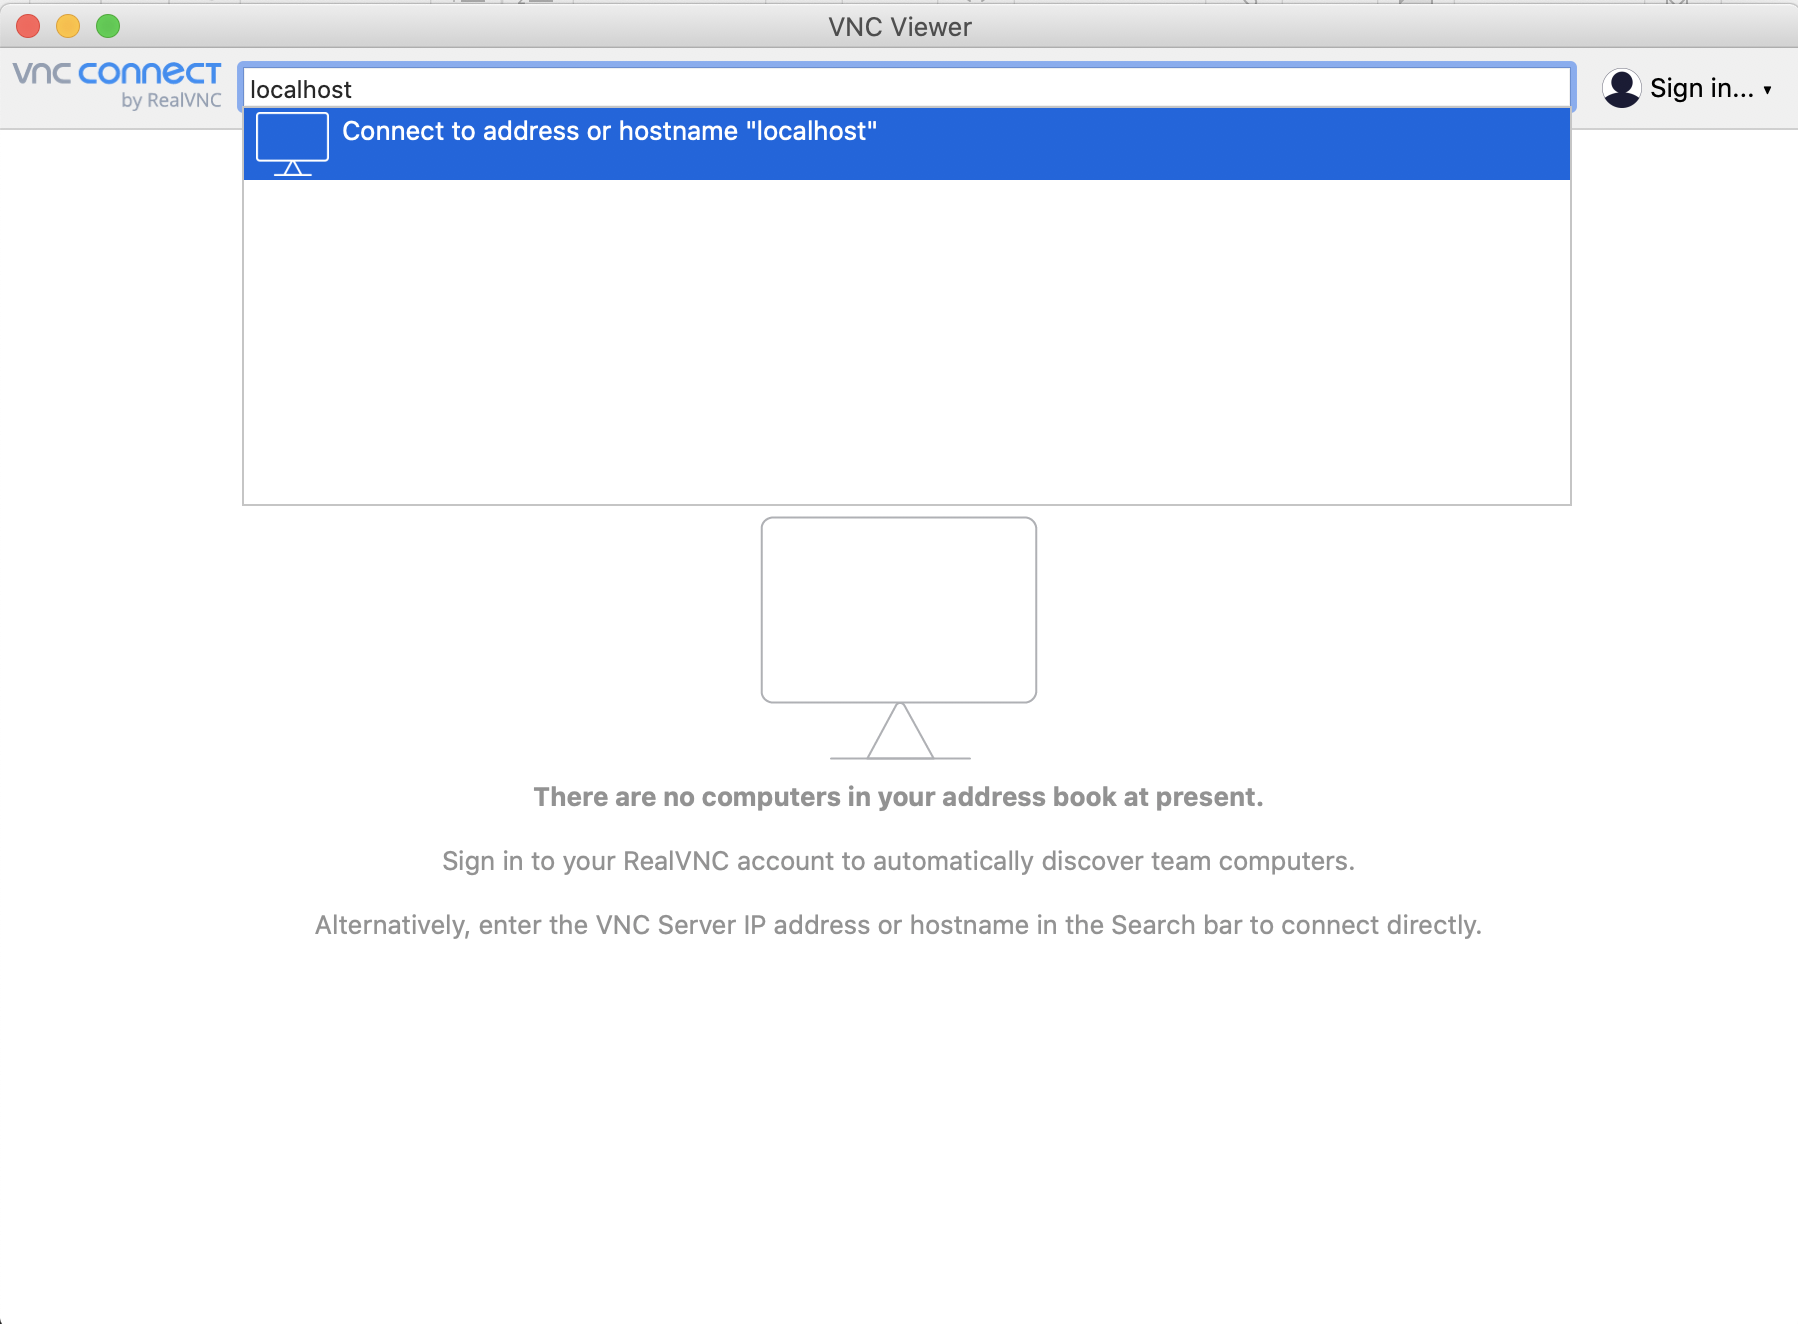 VNC Viewer
vnc connect
by RealVNC
localhost
Sign in... ▾
Connect to address or hostname "localhost"
There are no computers in your address book at present.
Sign in to your RealVNC account to automatically discover team computers.
Alternatively, enter the VNC Server IP address or hostname in the Search bar to connect directly.